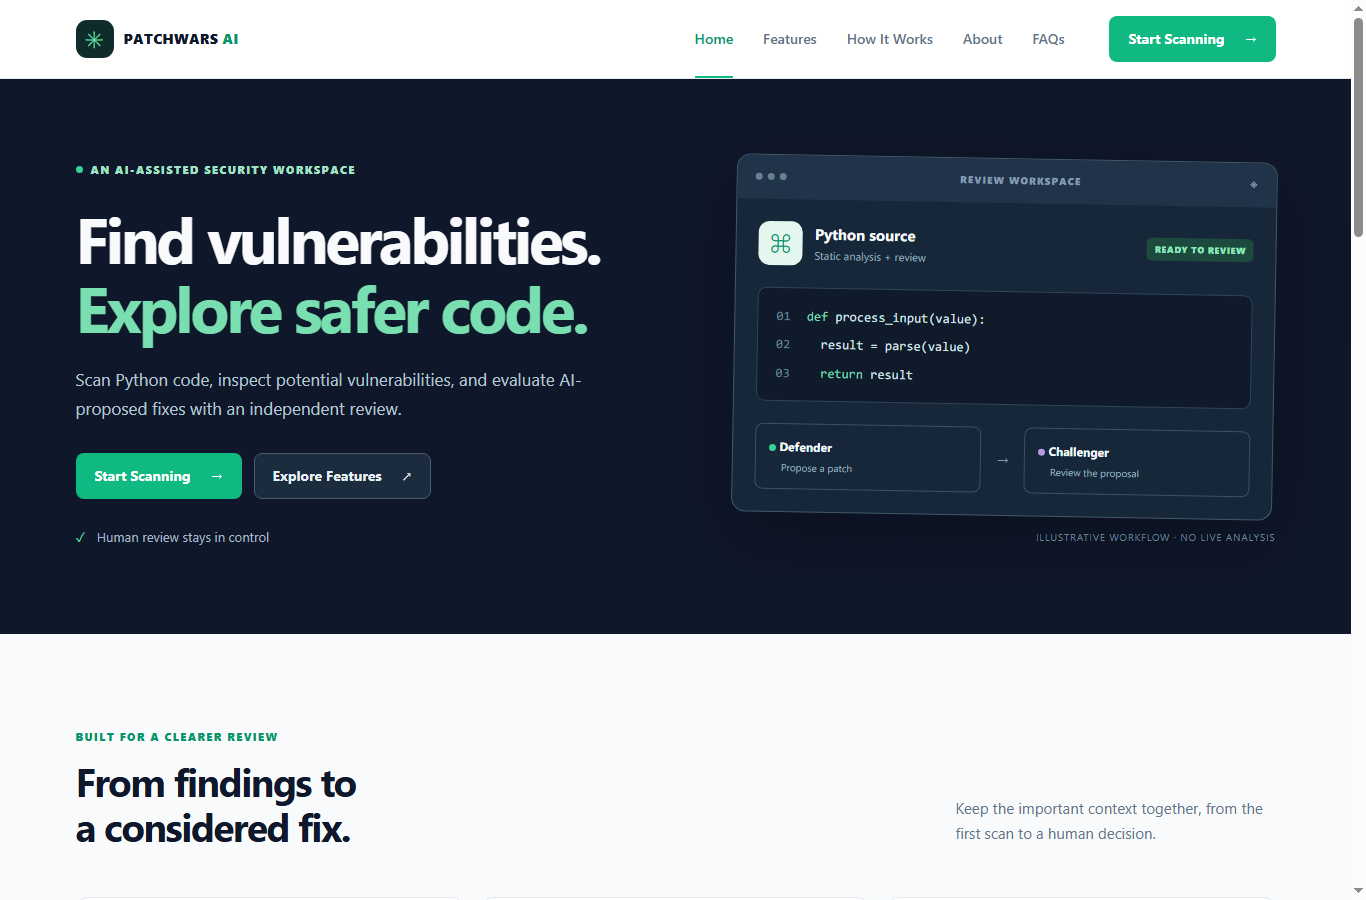 PATCHWARS AI
Home
Features
How It Works
About
FAQs
Start Scanning →
AN AI-ASSISTED SECURITY WORKSPACE
Find vulnerabilities.
Explore safer code.
Scan Python code, inspect potential vulnerabilities, and evaluate AI-
proposed fixes with an independent review.
Start Scanning →
Explore Features ↗
✓ Human review stays in control
REVIEW WORKSPACE
⌘
Python source
Static analysis + review
READY TO REVIEW
01 def process_input(value):
02 result = parse(value)
03 return result
Defender
Propose a patch
→
Challenger
Review the proposal
ILLUSTRATIVE WORKFLOW · NO LIVE ANALYSIS
BUILT FOR A CLEARER REVIEW
From findings to
a considered fix.
Keep the important context together, from the
first scan to a human decision.